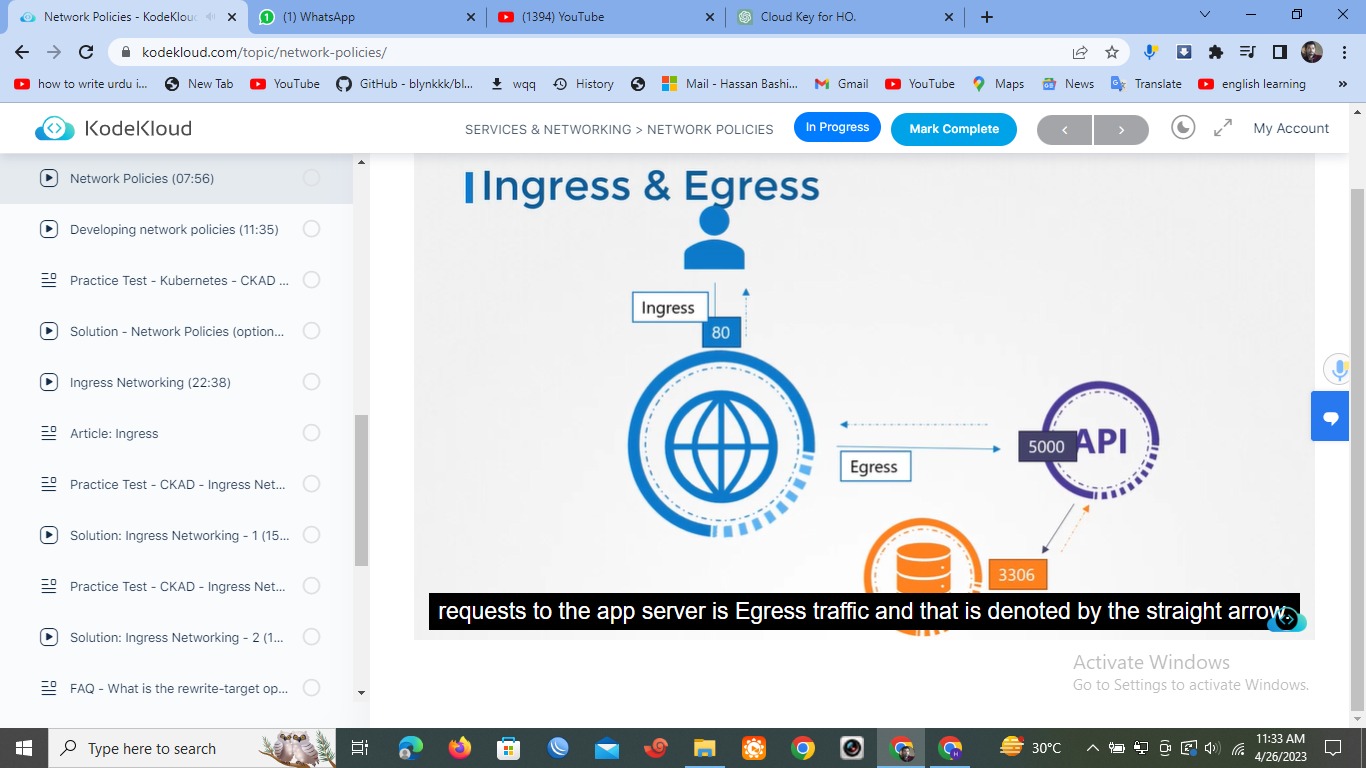 Network Policies - KodeKloud
(1) WhatsApp
(1394) YouTube
Cloud Key for HO.
kodekloud.com/topic/network-policies/
how to write urdu i...
New Tab
YouTube
GitHub - blynkkk/bl...
wqq
History
Mail - Hassan Bashi...
Gmail
YouTube
Maps
News
Translate
english learning
»
KodeKloud
SERVICES & NETWORKING > NETWORK POLICIES
In Progress
Mark Complete
<
>
My Account
Network Policies (07:56)
Developing network policies (11:35)
Practice Test - Kubernetes - CKAD ...
Solution - Network Policies (option...
Ingress Networking (22:38)
Article: Ingress
Practice Test - CKAD - Ingress Net...
Solution: Ingress Networking - 1 (15...
Practice Test - CKAD - Ingress Net...
Solution: Ingress Networking - 2 (1...
FAQ - What is the rewrite-target op...
Ingress & Egress
Ingress
80
5000
API
Egress
3306
requests to the app server is Egress traffic and that is denoted by the straight arrow
Activate Windows
Go to Settings to activate Windows.
Type here to search
30°C
11:33 AM
4/26/2023